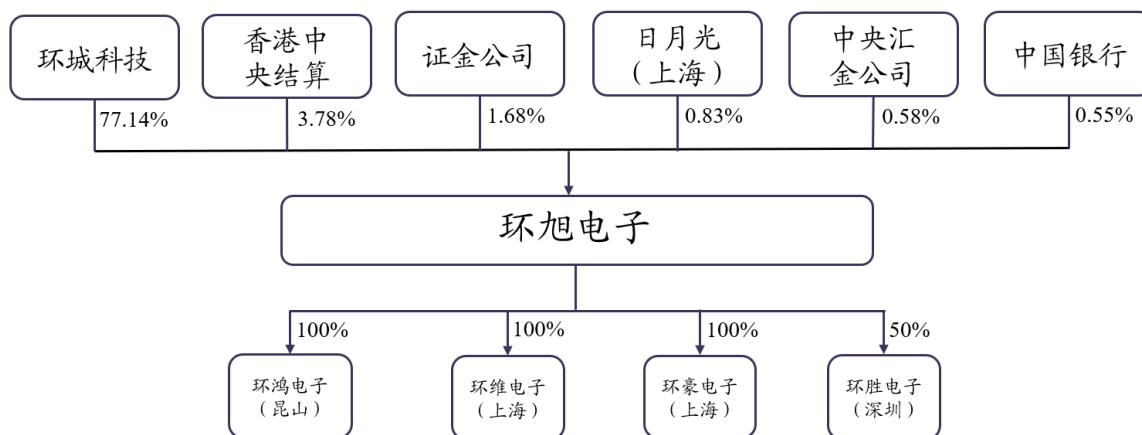 环城科技
香港中
央结算
证金公司
日月光
（上海）
中央汇
金公司
中国银行
77.14%
3.78%
1.68%
0.83%
0.58%
0.55%
环旭电子
100%
100%
100%
50%
环鸿电子
（昆山）
环维电子
（上海）
环豪电子
（上海）
环胜电子
（深圳）